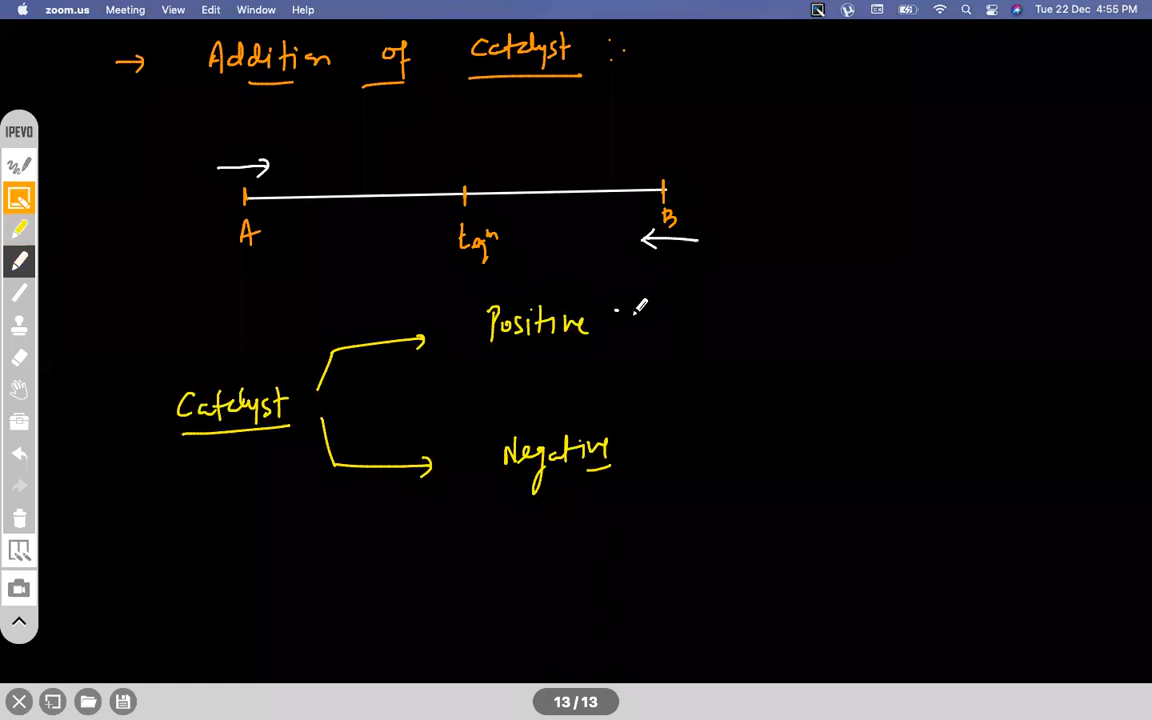 zoom.us Meeting View Edit Window Help Tue 22 Dec 4:55 PM
→ Addition of Catalyst :-
IPEVO
A teqⁿ B
Positive -
Catalyst
Negative
13 / 13